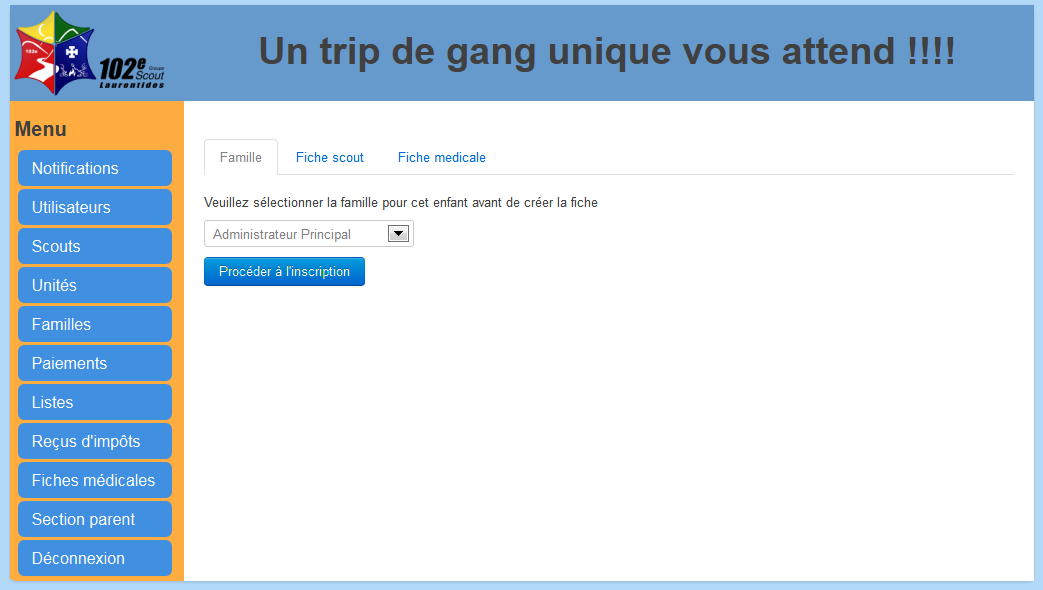 Un trip de gang unique vous attend !!!!
102e
102e Groupe
Scout
Laurentides
Menu
Notifications
Utilisateurs
Scouts
Unités
Familles
Paiements
Listes
Reçus d'impôts
Fiches médicales
Section parent
Déconnexion
Famille
Fiche scout
Fiche medicale
Veuillez sélectionner la famille pour cet enfant avant de créer la fiche
Administrateur Principal
Procéder à l'inscription